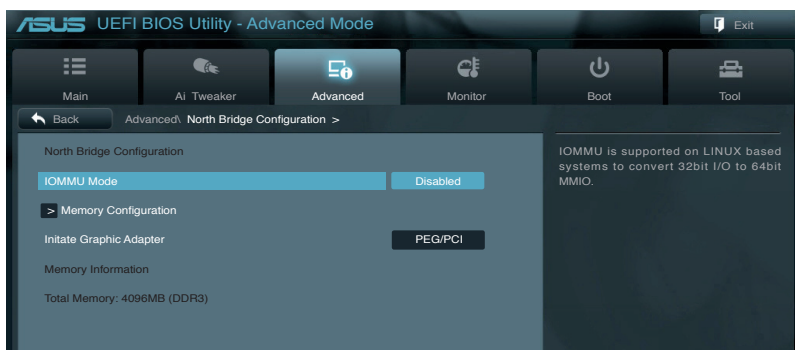 ASUS UEFI BIOS Utility - Advanced Mode
Exit
Main
Ai Tweaker
Advanced
Monitor
Boot
Tool
Back
Advanced\ North Bridge Configuration >
North Bridge Configuration
IOMMU Mode Disabled
> Memory Configuration
Initate Graphic Adapter PEG/PCI
Memory Information
Total Memory: 4096MB (DDR3)
IOMMU is supported on LINUX based
systems to convert 32bit I/O to 64bit
MMIO.